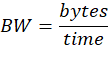 BW = bytes / time